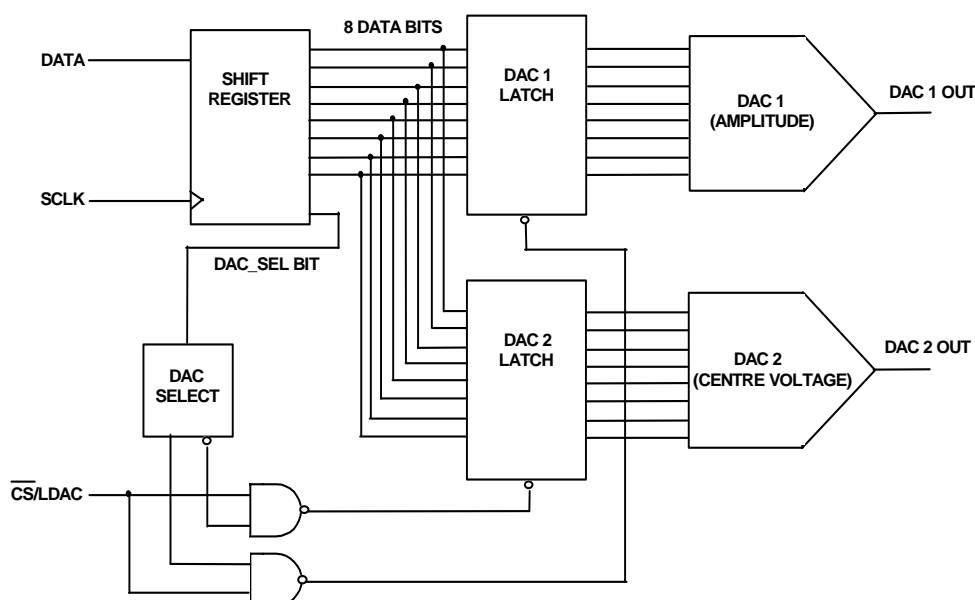 8 DATA BITS
DATA
SHIFT
REGISTER
DAC 1
LATCH
DAC 1
(AMPLITUDE)
DAC 1 OUT
SCLK
DAC_SEL BIT
DAC 2
LATCH
DAC 2
(CENTRE VOLTAGE)
DAC 2 OUT
DAC
SELECT
CS/LDAC